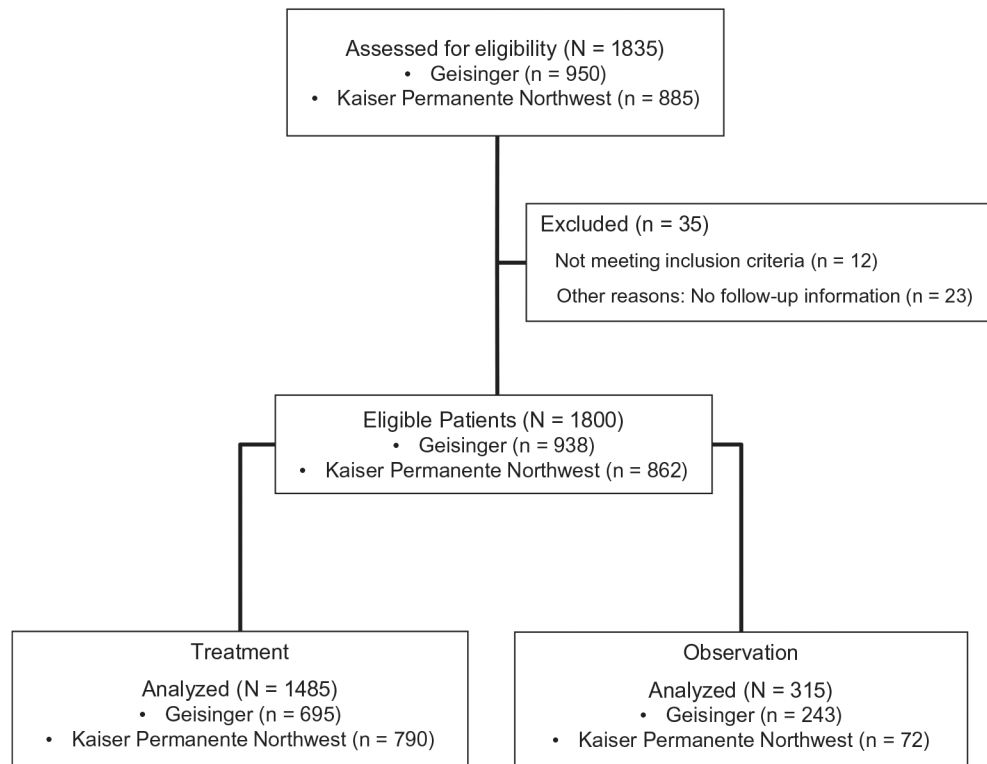 Assessed for eligibility (N = 1835)
• Geisinger (n = 950)
• Kaiser Permanente Northwest (n = 885)
Excluded (n = 35)
Not meeting inclusion criteria (n = 12)
Other reasons: No follow-up information (n = 23)
Eligible Patients (N = 1800)
• Geisinger (n = 938)
• Kaiser Permanente Northwest (n = 862)
Treatment
Analyzed (N = 1485)
• Geisinger (n = 695)
• Kaiser Permanente Northwest (n = 790)
Observation
Analyzed (N = 315)
• Geisinger (n = 243)
• Kaiser Permanente Northwest (n = 72)